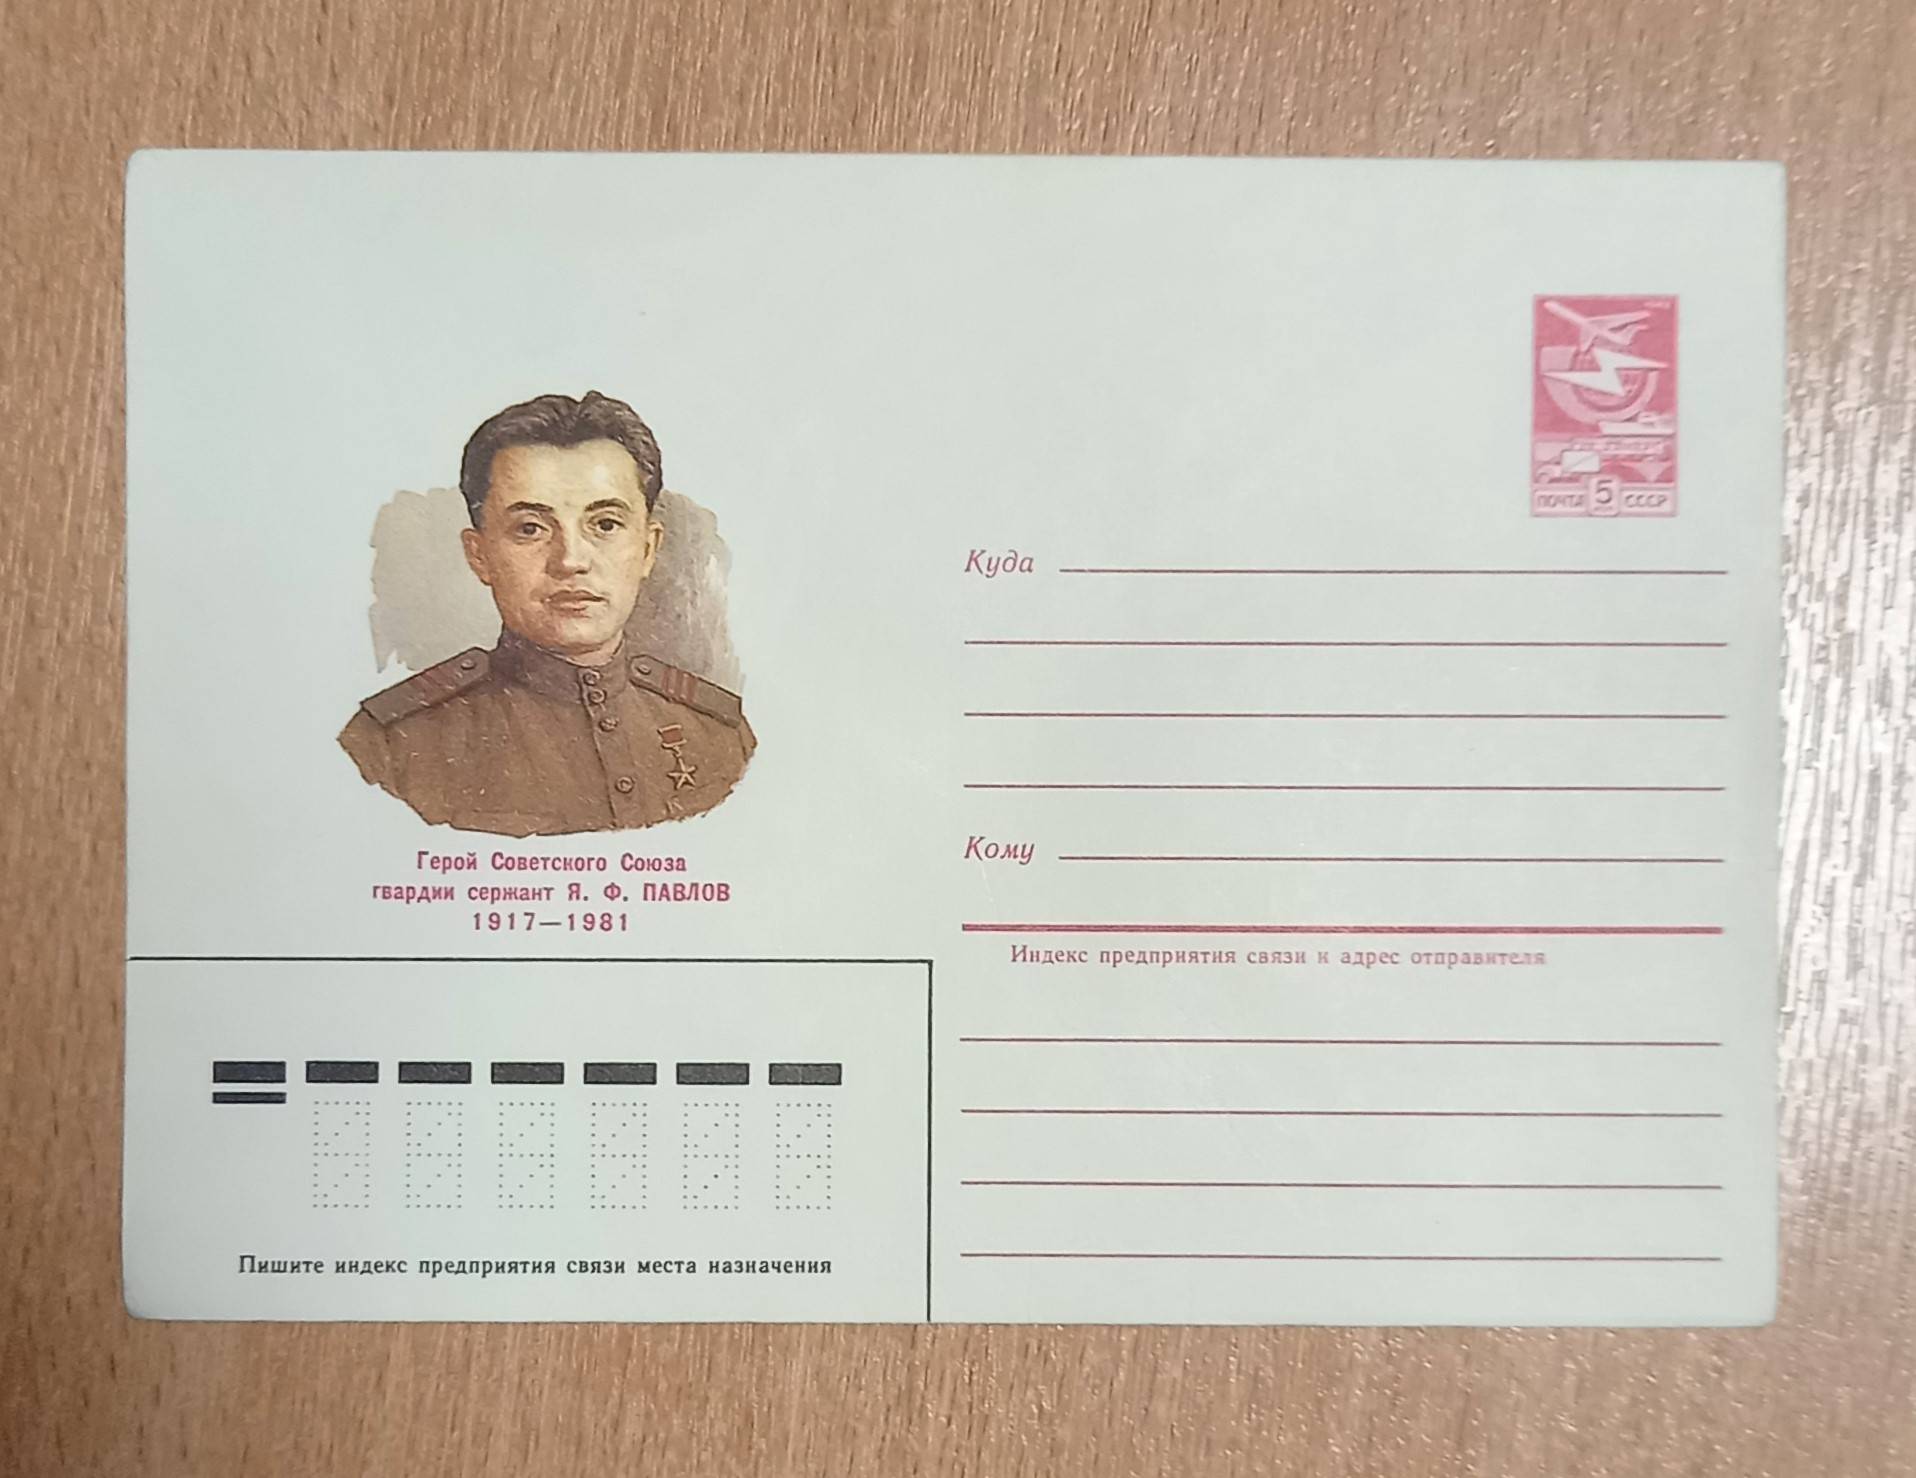 ПОЧТА 5 СССР
Герой Советского Союза
гвардии сержант Я. Ф. ПАВЛОВ
1917—1981
Куда
Кому
Индекс предприятия связи и адрес отправителя
Пишите индекс предприятия связи места назначения